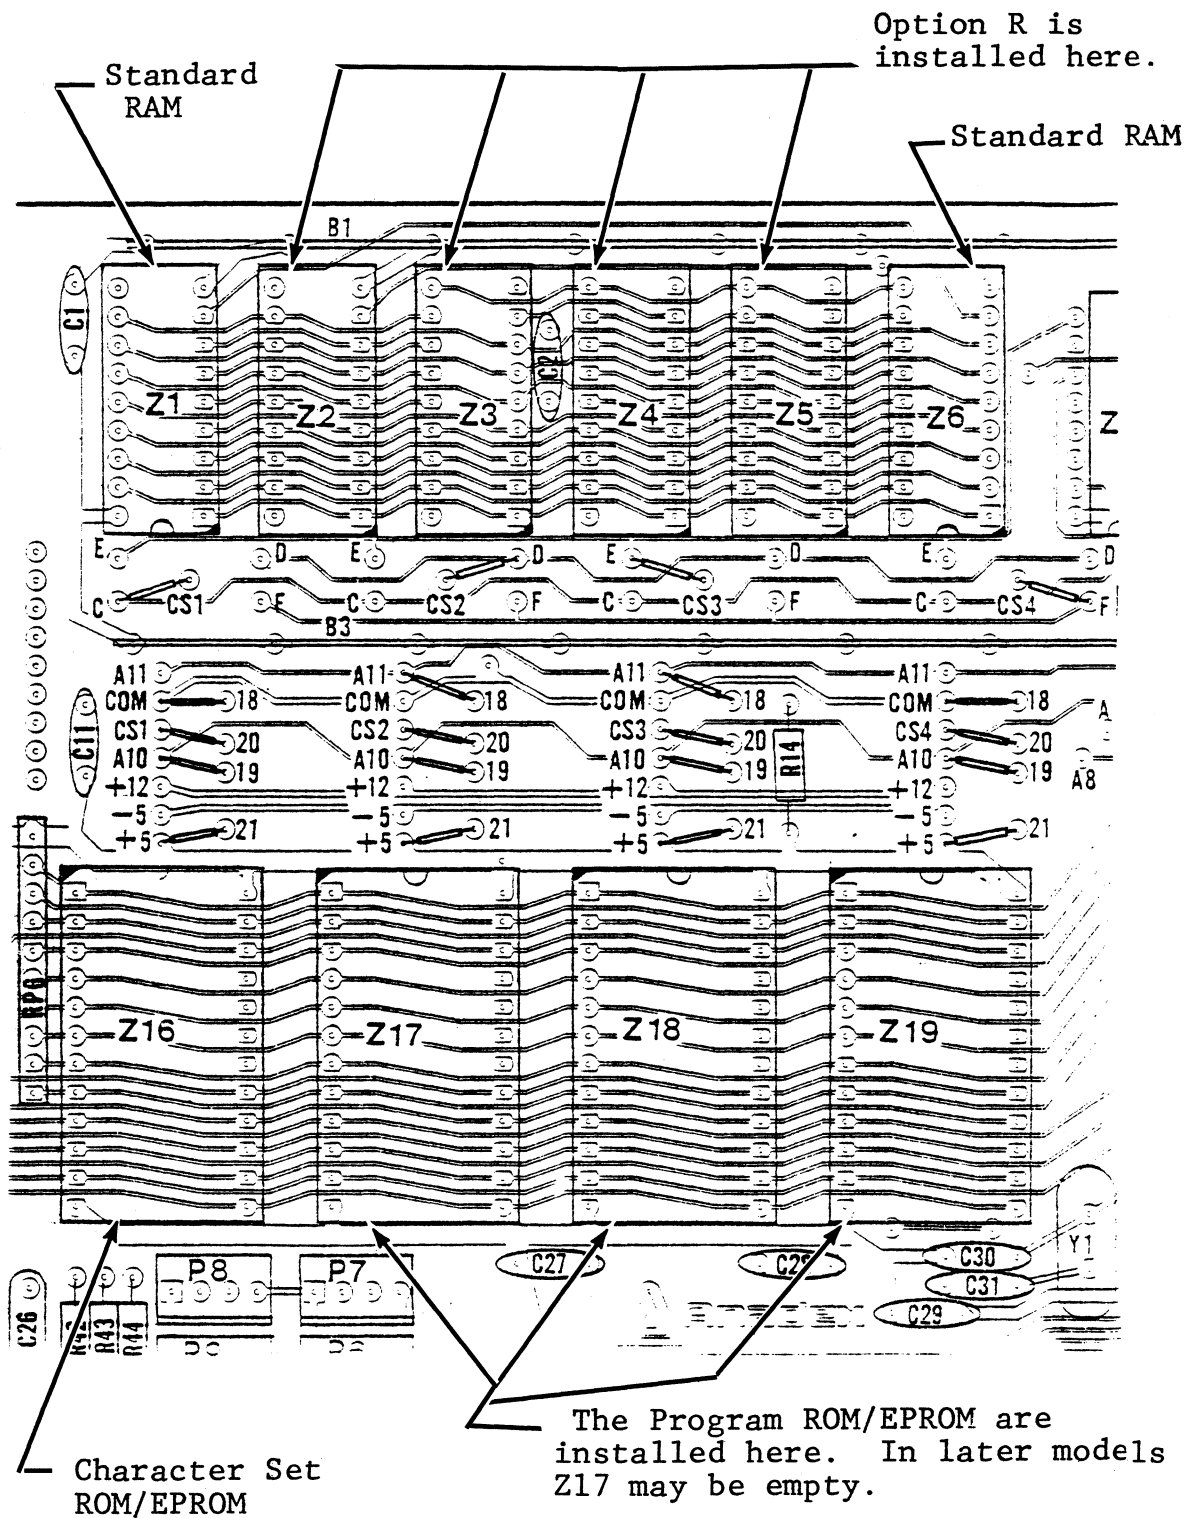 Option R is
installed here.
Standard
RAM
Standard RAM
B1
C1
C2
Z1 Z2 Z3 Z4 Z5 Z6 Z
E D E D E D E D
C CS1 F C CS2 F C CS3 F C CS4 F
B3
A11 A11 A11 A11
COM 18 COM 18 COM 18 COM 18
CS1 20 CS2 20 CS3 20 CS4 20
A10 19 A10 19 A10 19 A10 19
+12 +12 +12 +12
-5 -5 -5 -5
+5 21 +5 21 +5 21 +5 21
C11
R14
A
A8
RP6
Z16 Z17 Z18 Z19
P8 P7
C27 C28 C30
C31
C29
Y1
C26
R42
R43
R44
The Program ROM/EPROM are
installed here. In later models
Z17 may be empty.
Character Set
ROM/EPROM